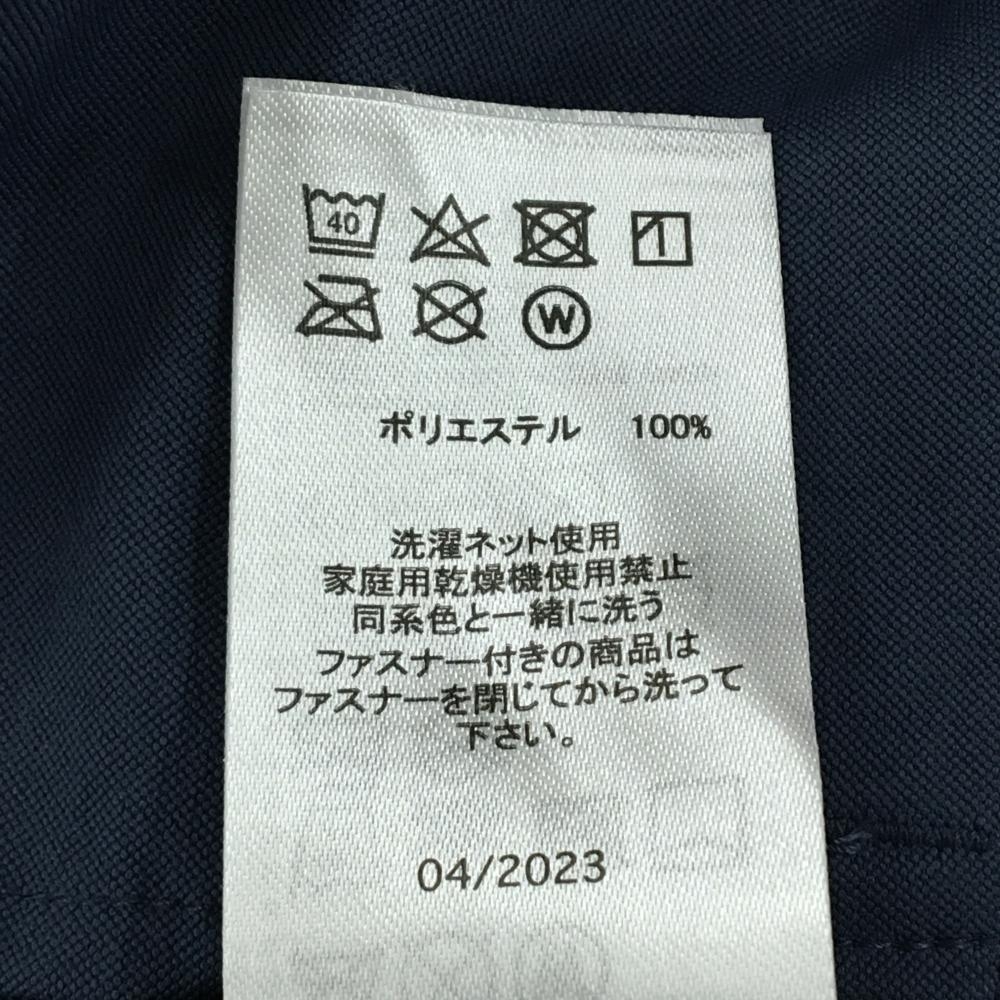 40
W
ポリエステル 100%
洗濯ネット使用
家庭用乾燥機使用禁止
同系色と一緒に洗う
ファスナー付きの商品は
ファスナーを閉じてから洗って
下さい。
04/2023